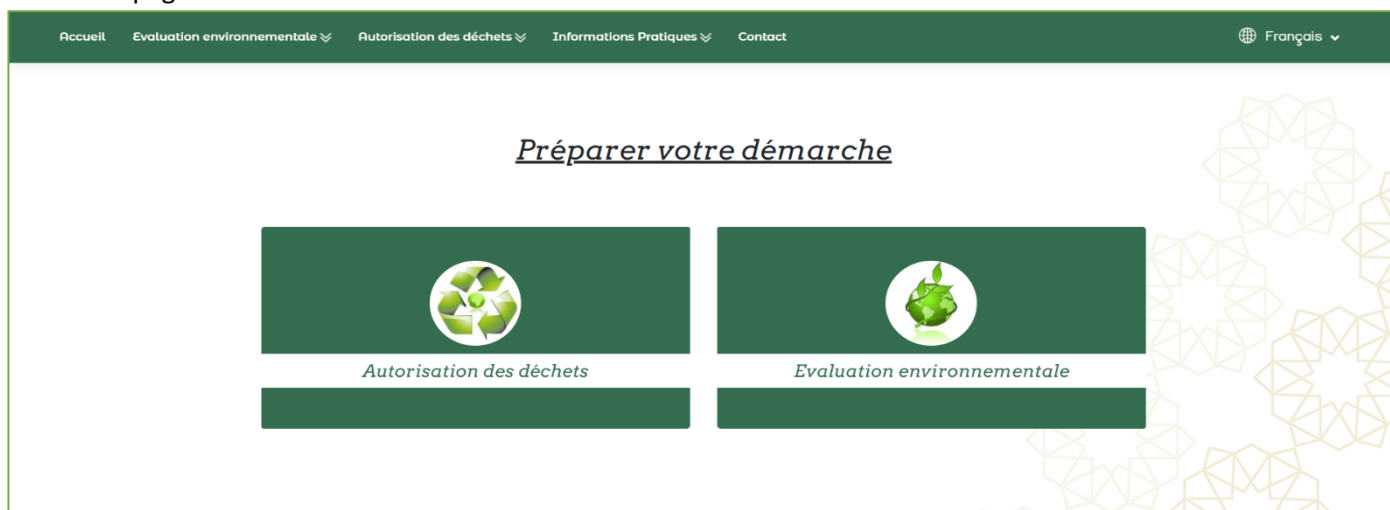 Accueil Evaluation environnementale Autorisation des déchets Informations Pratiques Contact Français
Préparer votre démarche
Autorisation des déchets Evaluation environnementale